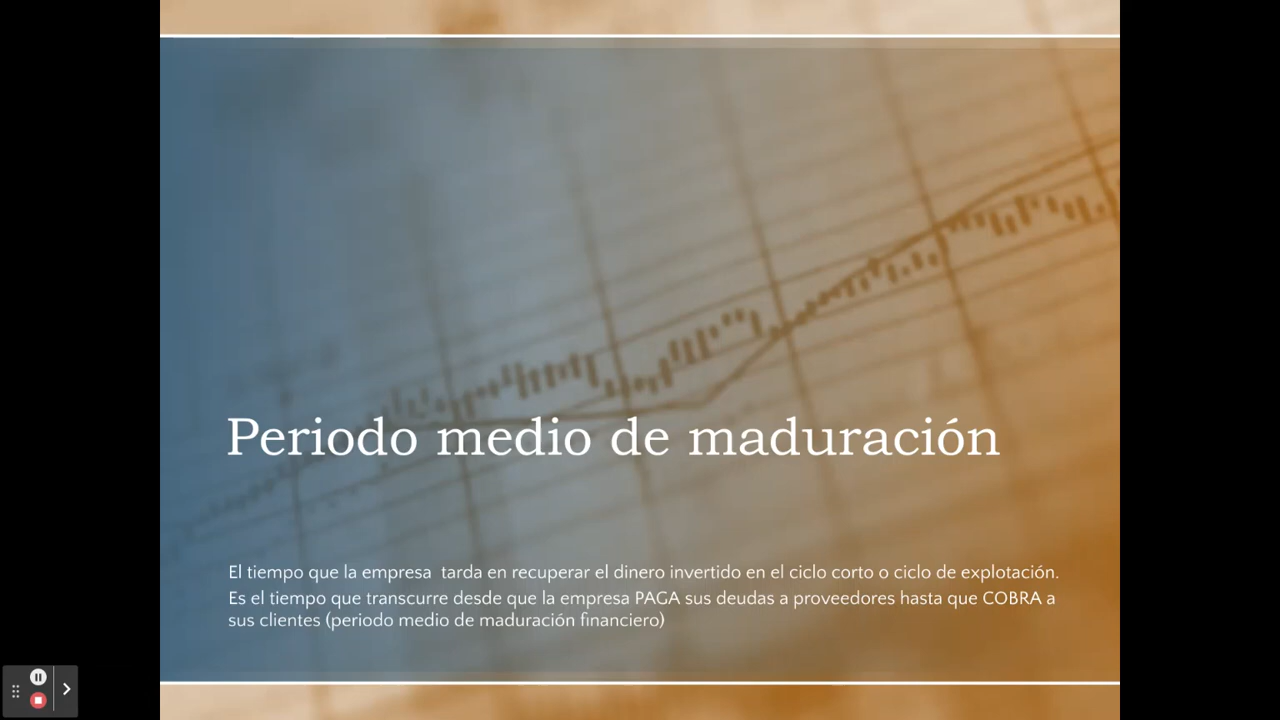 Periodo medio de maduración
El tiempo que la empresa tarda en recuperar el dinero invertido en el ciclo corto o ciclo de explotación.
Es el tiempo que transcurre desde que la empresa PAGA sus deudas a proveedores hasta que COBRA a
sus clientes (periodo medio de maduración financiero)